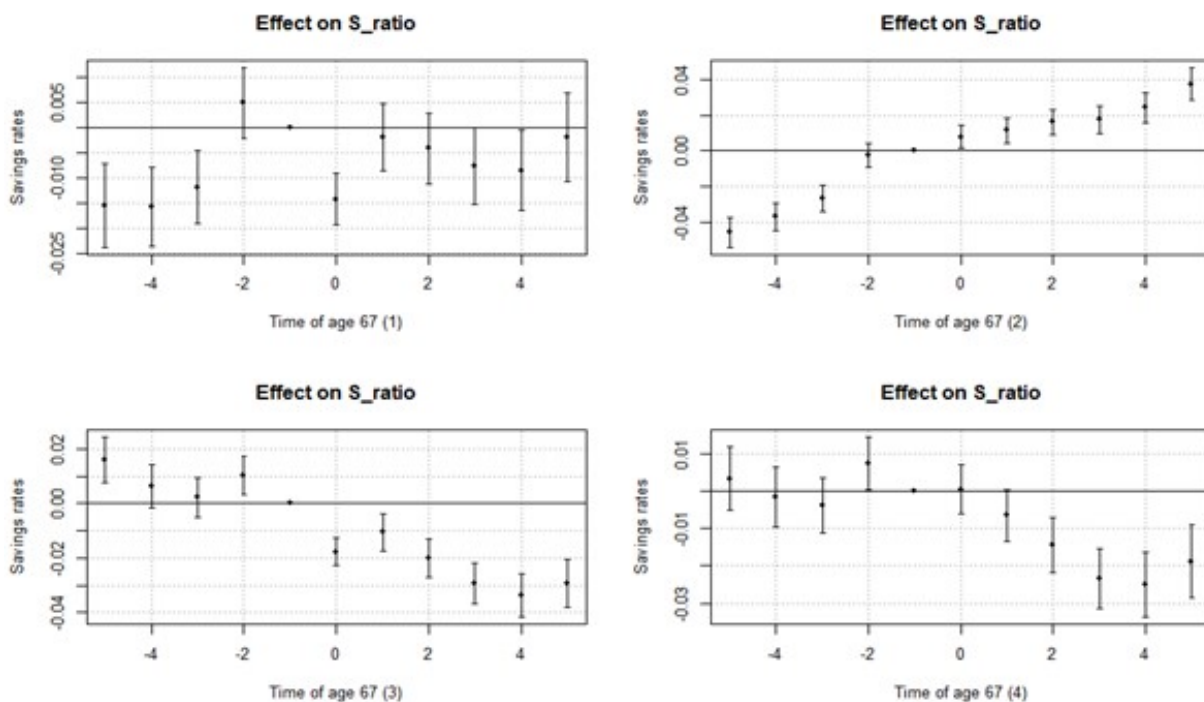 Effect on S_ratio
Savings rates
0.005
-0.010
-0.025
-4 -2 0 2 4
Time of age 67 (1)
Effect on S_ratio
Savings rates
0.04
0.00
-0.04
-4 -2 0 2 4
Time of age 67 (2)
Effect on S_ratio
Savings rates
0.02
0.00
-0.02
-0.04
-4 -2 0 2 4
Time of age 67 (3)
Effect on S_ratio
Savings rates
0.01
-0.01
-0.03
-4 -2 0 2 4
Time of age 67 (4)